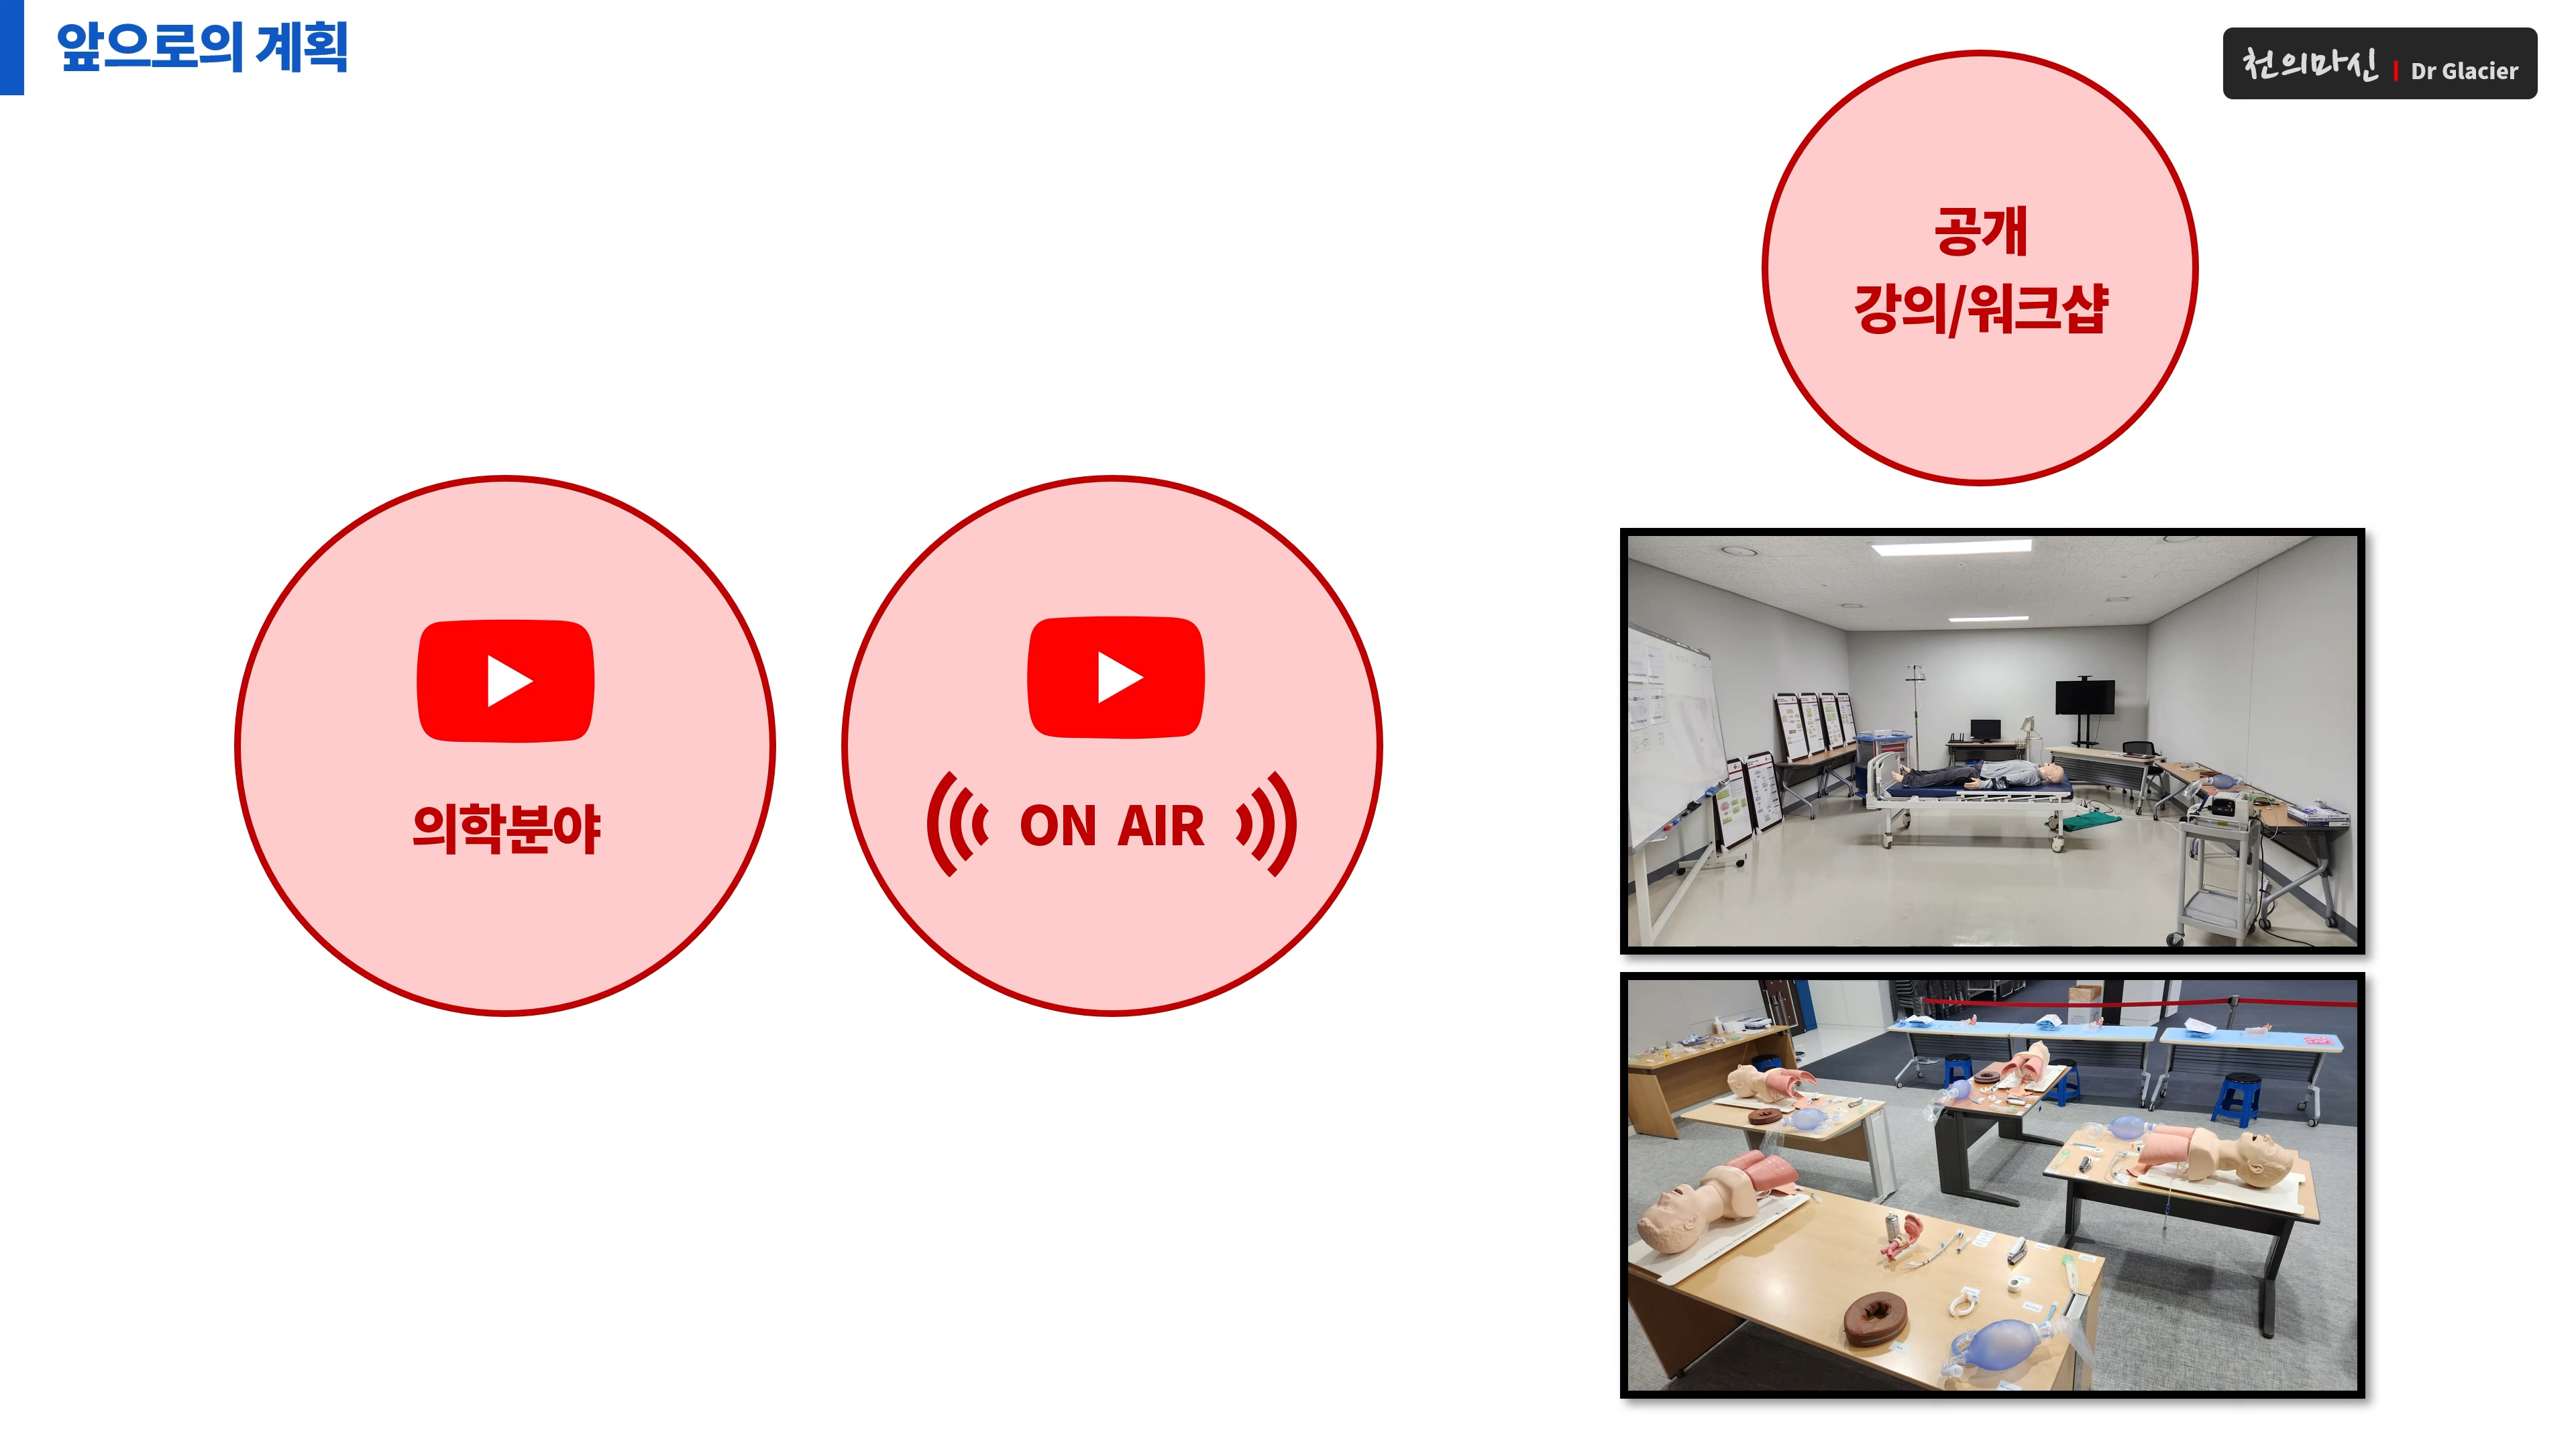 앞으로의 계획
천의마신 | Dr Glacier
공개
강의/워크샵
의학분야
ON AIR